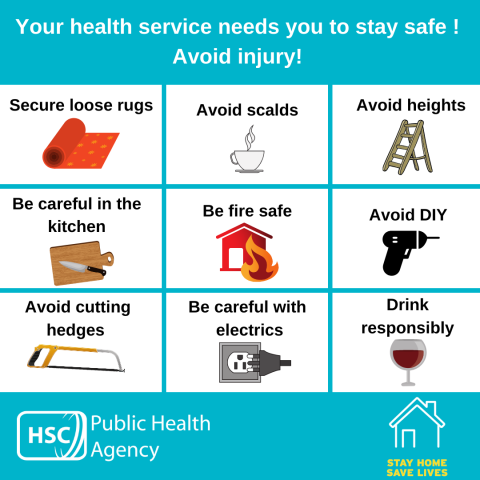 Your health service needs you to stay safe !
Avoid injury!
Secure loose rugs
Avoid scalds
Avoid heights
Be careful in the
kitchen
Be fire safe
Avoid DIY
Avoid cutting
hedges
Be careful with
electrics
Drink
responsibly
HSC
Public Health
Agency
STAY HOME
SAVE LIVES